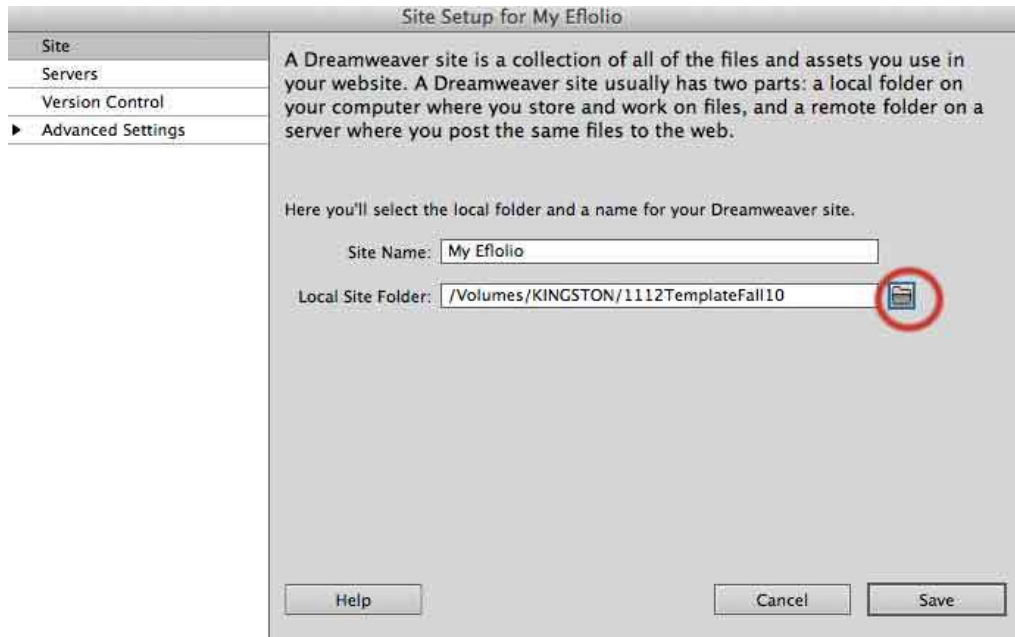 Site Setup for My Eflolio
Site
Servers
Version Control
Advanced Settings
A Dreamweaver site is a collection of all of the files and assets you use in
your website. A Dreamweaver site usually has two parts: a local folder on
your computer where you store and work on files, and a remote folder on a
server where you post the same files to the web.
Here you'll select the local folder and a name for your Dreamweaver site.
Site Name: My Eflolio
Local Site Folder: /Volumes/KINGSTON/1112TemplateFall10
Help Cancel Save